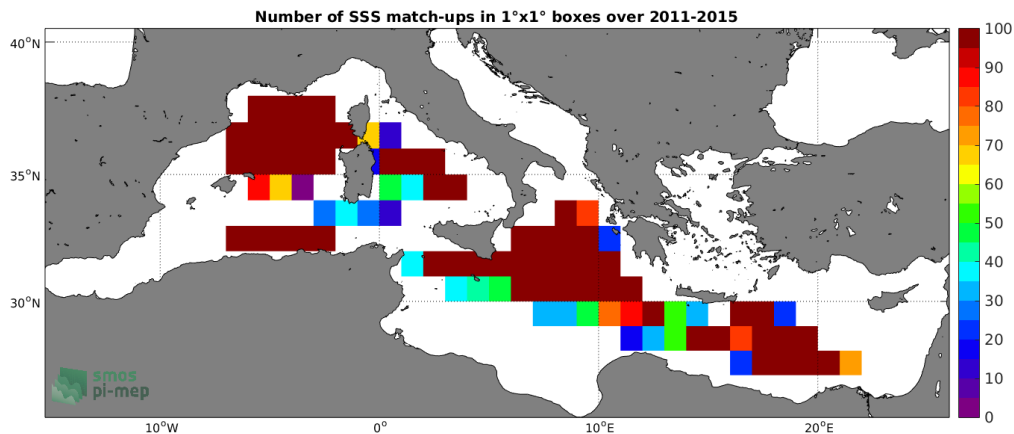 Number of SSS match-ups in 1°x1° boxes over 2011-2015
40°N
35°N
30°N
10°W
0°
10°E
20°E
100
90
80
70
60
50
40
30
20
10
0
smos
pi-mep